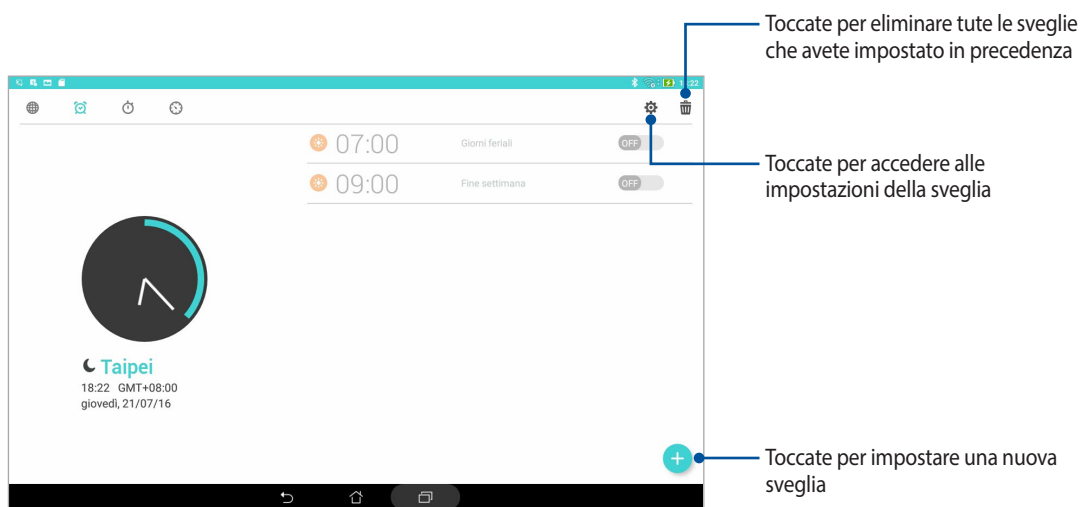 Toccate per eliminare tute le sveglie
che avete impostato in precedenza
07:00 Giorni feriali OFF
Toccate per accedere alle
impostazioni della sveglia
09:00 Fine settimana OFF
Taipei
18:22 GMT+08:00
giovedì, 21/07/16
Toccate per impostare una nuova
sveglia